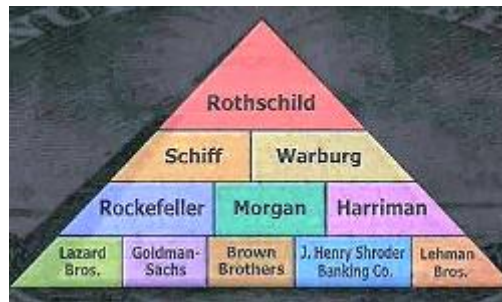 Rothschild
Schiff
Warburg
Rockefeller
Morgan
Harriman
Lazard
Bros.
Goldman-
Sachs
Brown
Brothers
J. Henry Shroder
Banking Co.
Lehman
Bros.